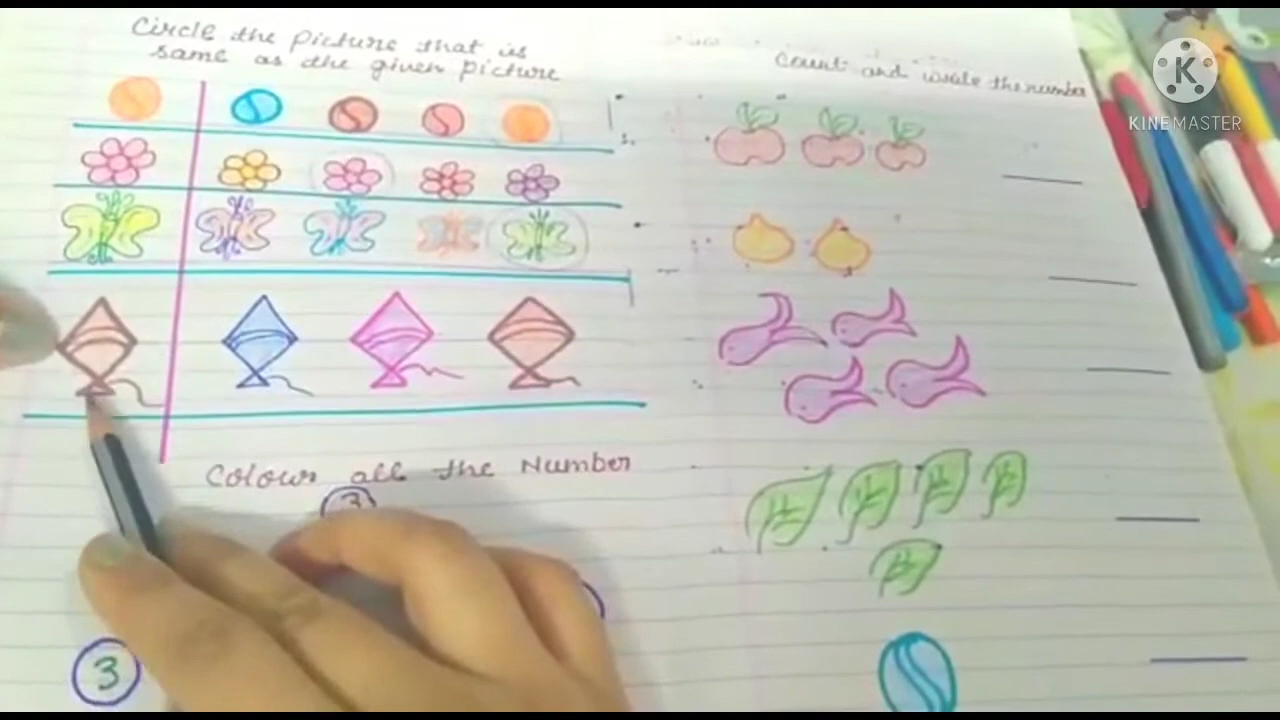 Circle the Picture that is
same as the given picture
Count and write the number
K
KINEMASTER
Colour all the Number
3
3